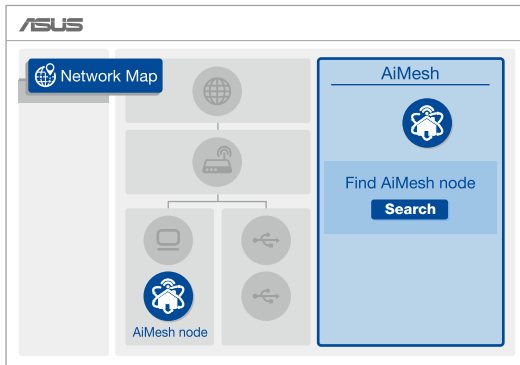 ASUS
Network Map
AiMesh
Find AiMesh node
Search
AiMesh node